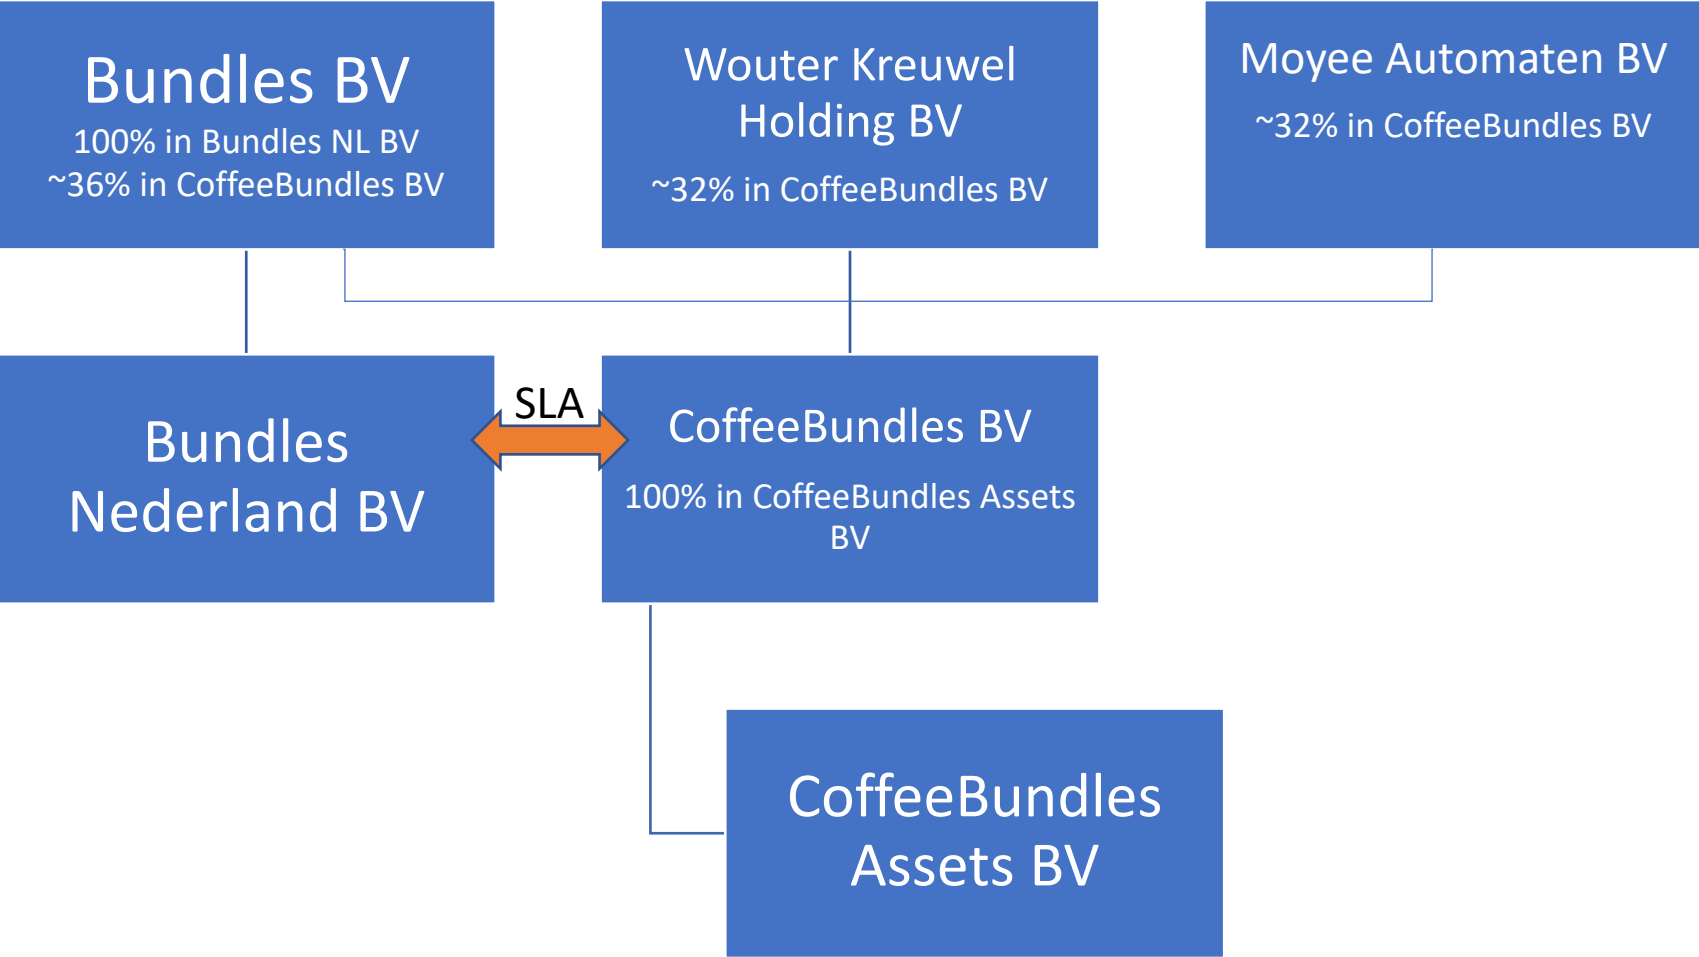 Bundles BV
100% in Bundles NL BV
~36% in CoffeeBundles BV
Wouter Kreuwel
Holding BV
~32% in CoffeeBundles BV
Moyee Automaten BV
~32% in CoffeeBundles BV
Bundles
Nederland BV
SLA
CoffeeBundles BV
100% in CoffeeBundles Assets
BV
CoffeeBundles
Assets BV